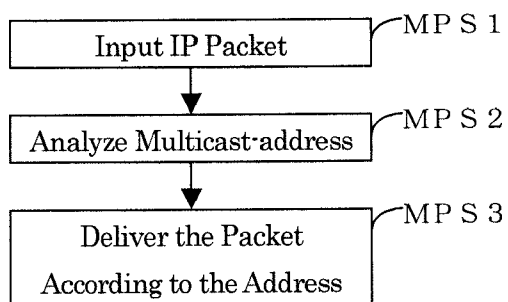 Input IP Packet
MPS1
Analyze Multicast-address
MPS2
Deliver the Packet
According to the Address
MPS3